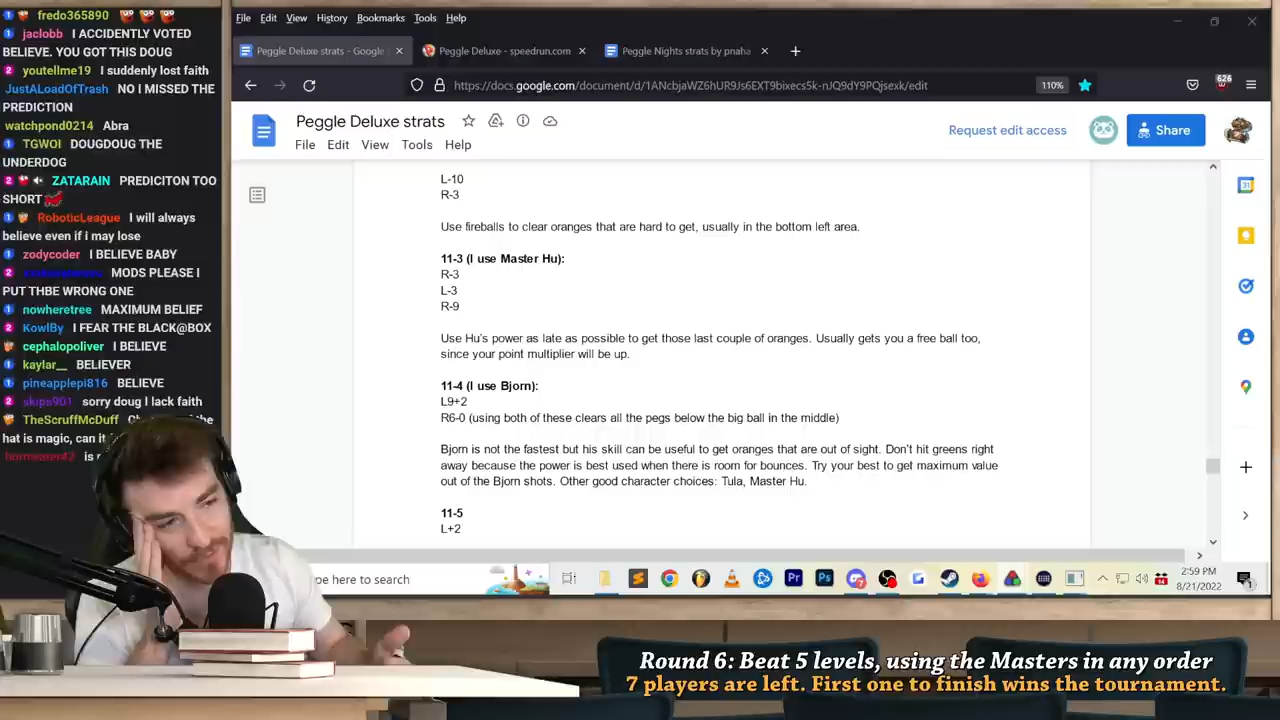 fredo365890
jaclobb I ACCIDENTLY VOTED
BELIEVE. YOU GOT THIS DOUG
youtellme19 I suddenly lost faith
JustALoadOfTrash NO I MISSED THE
PREDICTION
watchpond0214 Abra
TGWOI DOUGDOUG THE
UNDERDOG
ZATARAIN PREDICITON TOO
SHORT
RoboticLeague I will always
believe even if i may lose
zodycoder I BELIEVE BABY
MODS PLEASE I
PUT THBE WRONG ONE
nowheretree MAXIMUM BELIEF
KowlBy I FEAR THE BLACK@BOX
cephalopoliver I BELIEVE
kaylar__ BELIEVER
pineapplepi816 BELIEVE
skips901 sorry doug I lack faith
TheScruffMcDuff
hat is magic, can it
File Edit View History Bookmarks Tools Help
Peggle Deluxe strats - Google
Peggle Deluxe - speedrun.com
Peggle Nights strats by pnaha
https://docs.google.com/document/d/1ANcbjaWZ6hUR9Js6EXT9bixecs5k-nJQ9dY9PQjsexk/edit
110%
626
Peggle Deluxe strats
File Edit View Tools Help
Request edit access
Share
L-10
R-3
Use fireballs to clear oranges that are hard to get, usually in the bottom left area.
11-3 (I use Master Hu):
R-3
L-3
R-9
Use Hu's power as late as possible to get those last couple of oranges. Usually gets you a free ball too,
since your point multiplier will be up.
11-4 (I use Bjorn):
L9+2
R6-0 (using both of these clears all the pegs below the big ball in the middle)
Bjorn is not the fastest but his skill can be useful to get oranges that are out of sight. Don't hit greens right
away because the power is best used when there is room for bounces. Try your best to get maximum value
out of the Bjorn shots. Other good character choices: Tula, Master Hu.
11-5
L+2
pe here to search
2:59 PM
8/21/2022
Round 6: Beat 5 levels, using the Masters in any order
7 players are left. First one to finish wins the tournament.